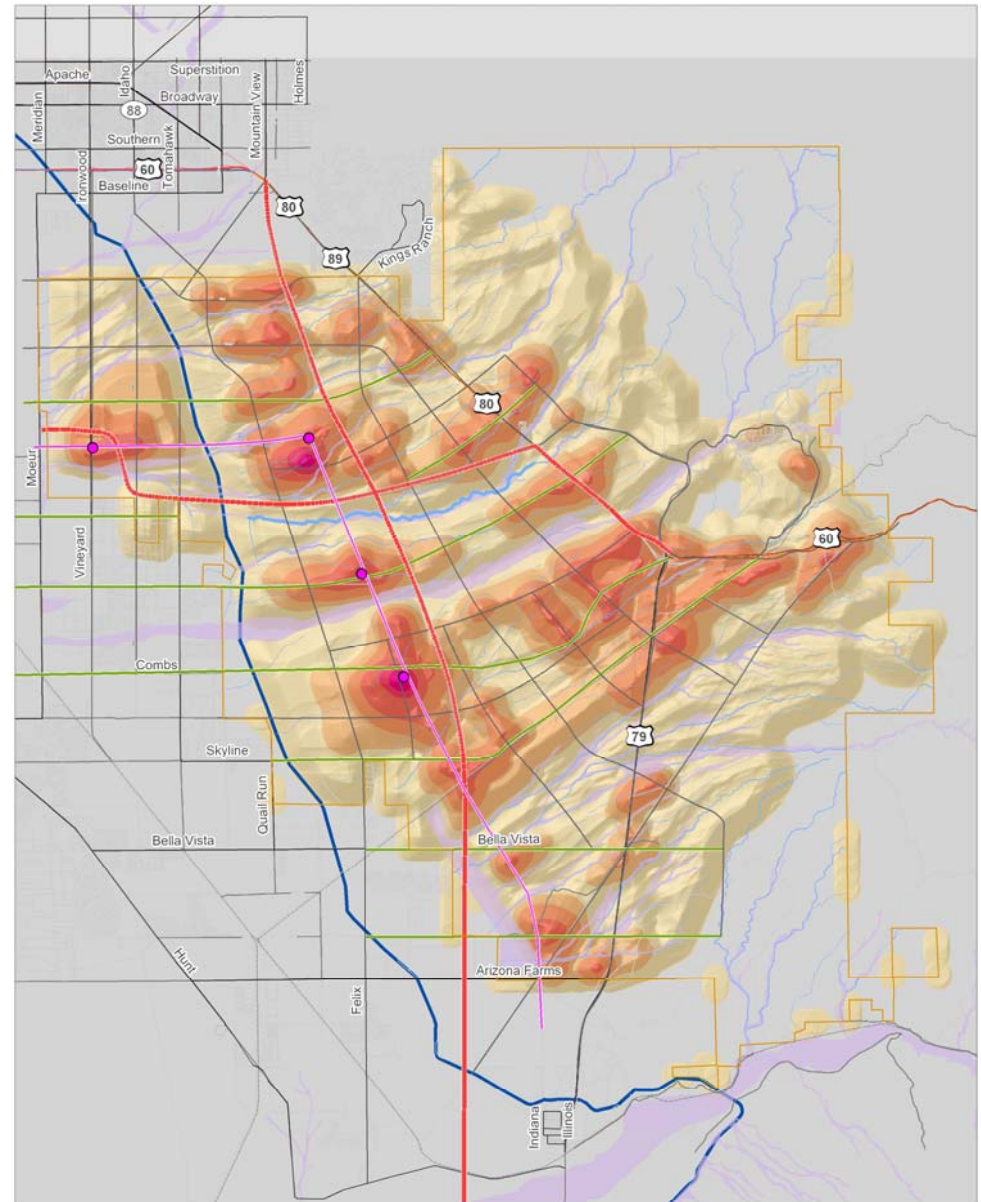 Apache
Superstition
Idaho
Broadway
88
Meridian
Mountain View
Holmes
Southern
Tomahawk
60
Ironwood
Baseline
80
89
Kings Ranch
80
Moeur
60
Vineyard
Combs
79
Skyline
Quail Run
Bella Vista
Bella Vista
Hunt
Arizona Farms
Felix
Indiana
Illinois